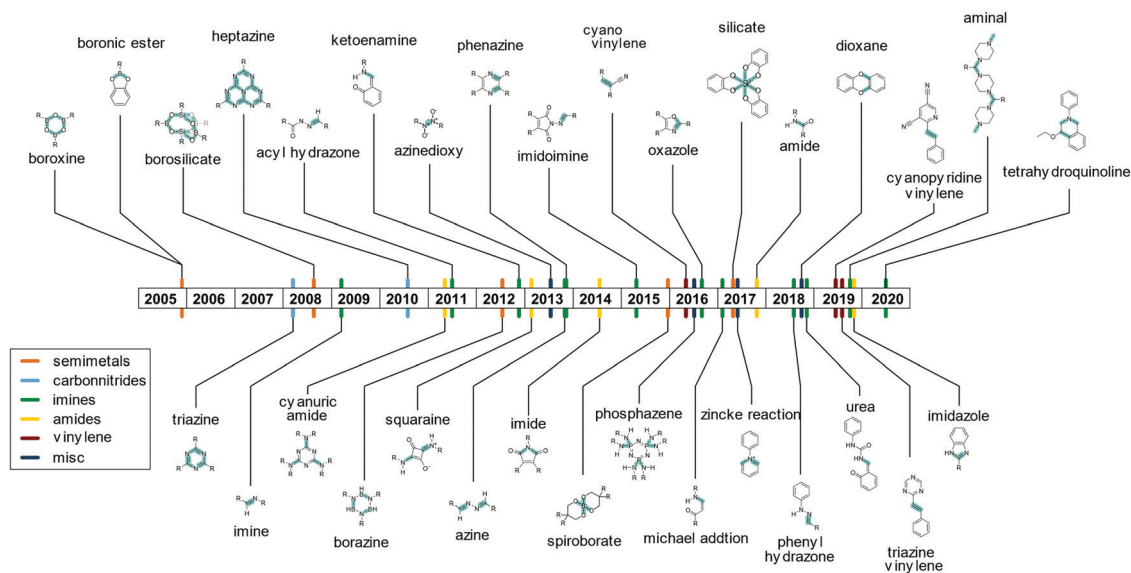 boronic ester
heptazine
ketoenamine
phenazine
cyano
vinylene
silicate
dioxane
aminal
boroxine
borosilicate
acyl hydrazone
azinedioxy
imidoimine
oxazole
amide
cyanopyridine
vinylene
tetrahydroquinoline
2005 2006 2007 2008 2009 2010 2011 2012 2013 2014 2015 2016 2017 2018 2019 2020
semimetals
carbonnitrides
imines
amides
vinylene
misc
triazine
cyanuric
amide
squaraine
imide
phosphazene
zincke reaction
urea
imidazole
imine
borazine
azine
spiroborate
michael addtion
phenyl
hydrazone
triazine
vinylene